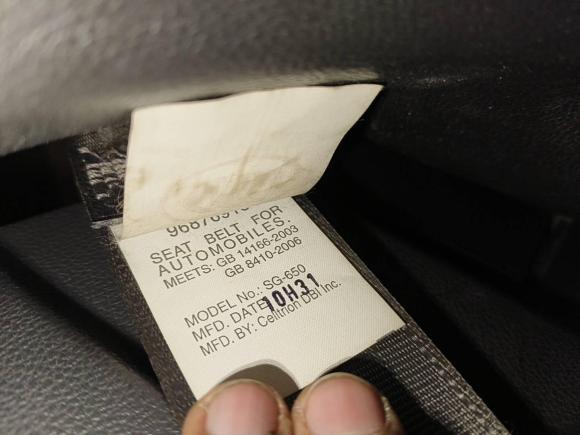 SEAT BELT FOR
AUTOMOBILES.
MEETS: GB 14166-2003
GB 8410-2006
MODEL No.: SG-650
MFD. DATE 10H31
MFD. BY: Celltrion DBI Inc.